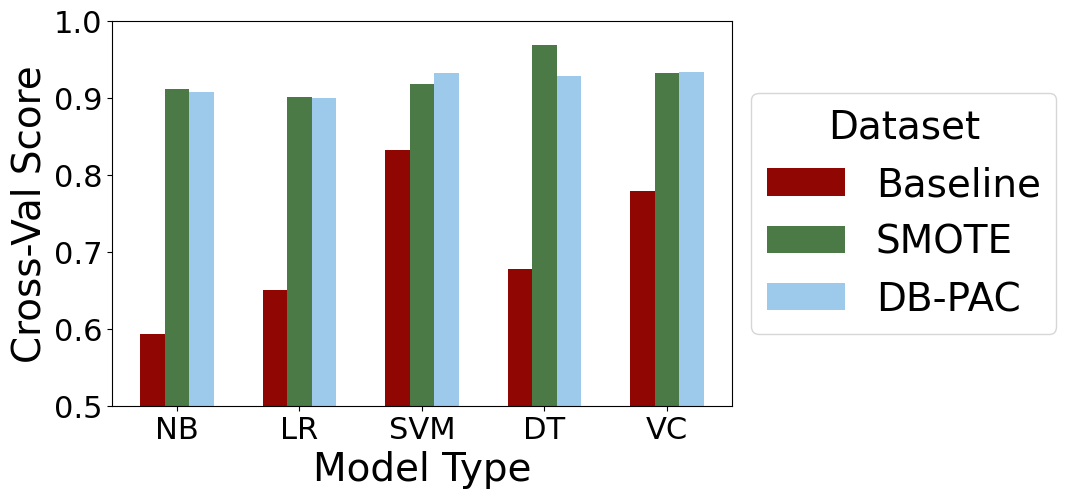 Cross-Val Score
1.0
0.9
0.8
0.7
0.6
0.5
NB LR SVM DT VC
Model Type
Dataset
Baseline
SMOTE
DB-PAC